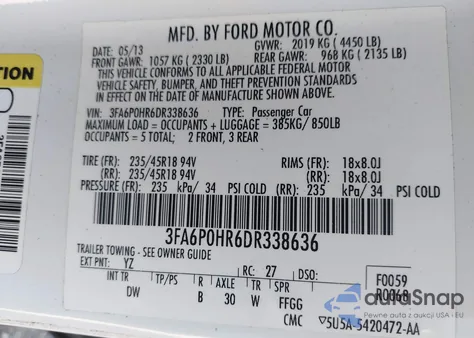 MFD. BY FORD MOTOR CO.
DATE: 05/13 GVWR: 2019 KG ( 4450 LB)
FRONT GAWR: 1057 KG ( 2330 LB) REAR GAWR: 968 KG ( 2135 LB)
THIS VEHICLE CONFORMS TO ALL APPLICABLE FEDERAL MOTOR
VEHICLE SAFETY, BUMPER, AND THEFT PREVENTION STANDARDS
IN EFFECT ON THE DATE OF MANUFACTURE SHOWN ABOVE.
VIN: 3FA6P0HR6DR338636 TYPE: Passenger Car
MAXIMUM LOAD = OCCUPANTS + LUGGAGE = 385KG/ 850LB
OCCUPANTS = 5 TOTAL: 2 FRONT, 3 REAR
TIRE (FR): 235/45R18 94V RIMS (FR): 18x8.0J
(RR): 235/45R18 94V (RR): 18x8.0J
PRESSURE (FR): 235 kPa/ 34 PSI COLD (RR): 235 kPa/ 34 PSI COLD
3FA6P0HR6DR338636
TRAILER TOWING - SEE OWNER GUIDE
EXT PNT: YZ RC: 27 DSO: F0059
INT TR TP/PS R AXLE TR SPR R0060
DW B 30 W FFGG
CMC 5U5A-5420472-AA
autoSnap
Pewne auta z aukcji USA - EU